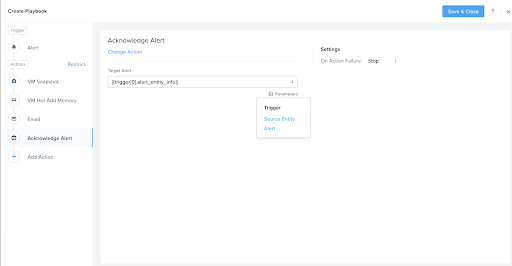 Create Playbook
Save & Close
?
×
Trigger
Alert
Actions
Restrict
VM Snapshot
VM Hot Add Memory
Email
Acknowledge Alert
Add Action
Acknowledge Alert
Change Action
Target Alert
{{trigger[0].alert_entity_info}}
Parameters
Trigger
Source Entity
Alert
Settings
On Action Failure: Stop